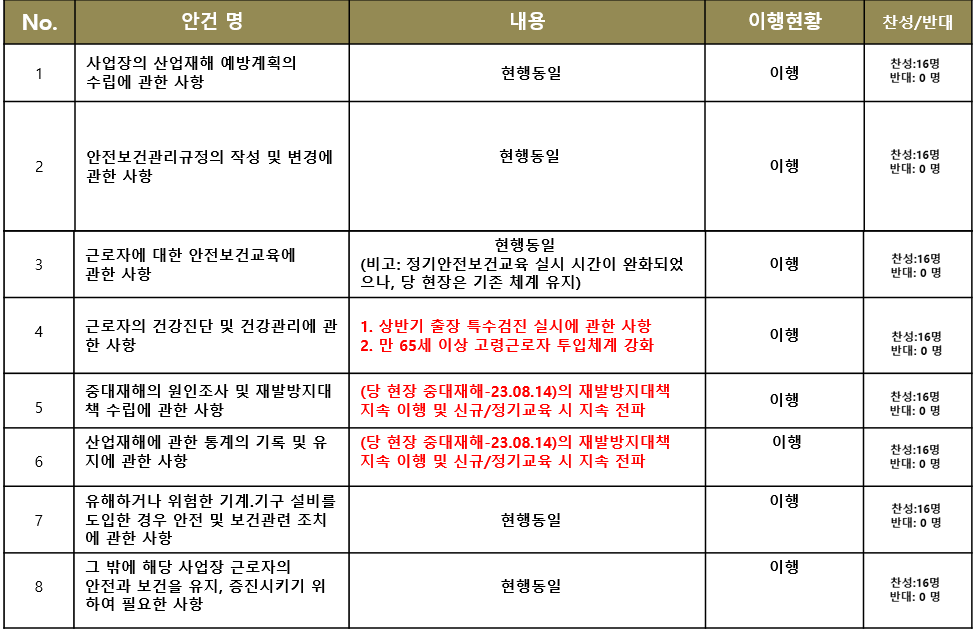 No. 안건 명 내용 이행현황 찬성/반대
1
사업장의 산업재해 예방계획의
수립에 관한 사항
현행동일
이행
찬성:16명
반대: 0 명
2
안전보건관리규정의 작성 및 변경에
관한 사항
현행동일
이행
찬성:16명
반대: 0 명
3
근로자에 대한 안전보건교육에
관한 사항
현행동일
(비고: 정기안전보건교육 실시 시간이 완화되었
으나, 당 현장은 기존 체계 유지)
이행
찬성:16명
반대: 0 명
4
근로자의 건강진단 및 건강관리에 관
한 사항
1. 상반기 출장 특수검진 실시에 관한 사항
2. 만 65세 이상 고령근로자 투입체계 강화
이행
찬성:16명
반대: 0 명
5
중대재해의 원인조사 및 재발방지대
책 수립에 관한 사항
(당 현장 중대재해-23.08.14)의 재발방지대책
지속 이행 및 신규/정기교육 시 지속 전파
이행
찬성:16명
반대: 0 명
6
산업재해에 관한 통계의 기록 및 유
지에 관한 사항
(당 현장 중대재해-23.08.14)의 재발방지대책
지속 이행 및 신규/정기교육 시 지속 전파
이행
찬성:16명
반대: 0 명
7
유해하거나 위험한 기계.기구 설비를
도입한 경우 안전 및 보건관련 조치
에 관한 사항
현행동일
이행
찬성:16명
반대: 0 명
8
그 밖에 해당 사업장 근로자의
안전과 보건을 유지, 증진시키기 위
하여 필요한 사항
현행동일
이행
찬성:16명
반대: 0 명